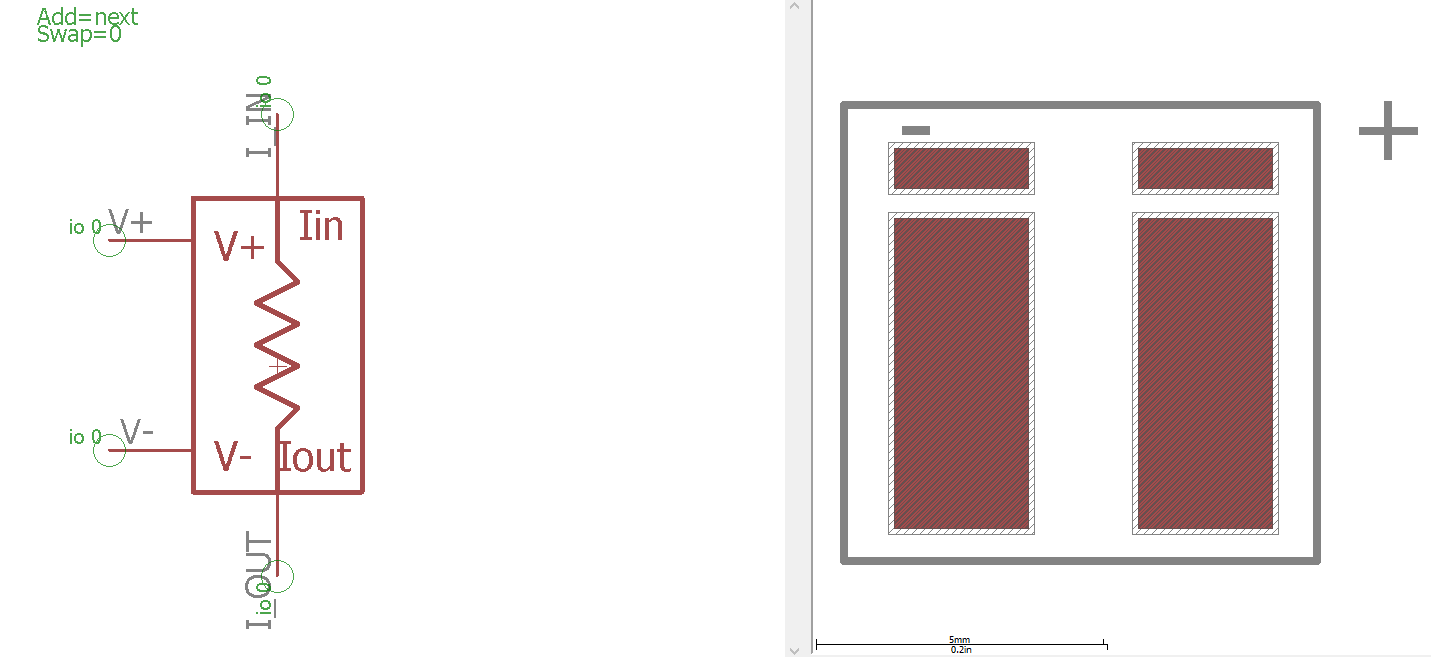 Add=next
Swap=0
io 0
I_IN
io 0
V+
V+
Iin
io 0
V-
V-
Iout
I_OUT
io 0
-
+
5mm
0.2in